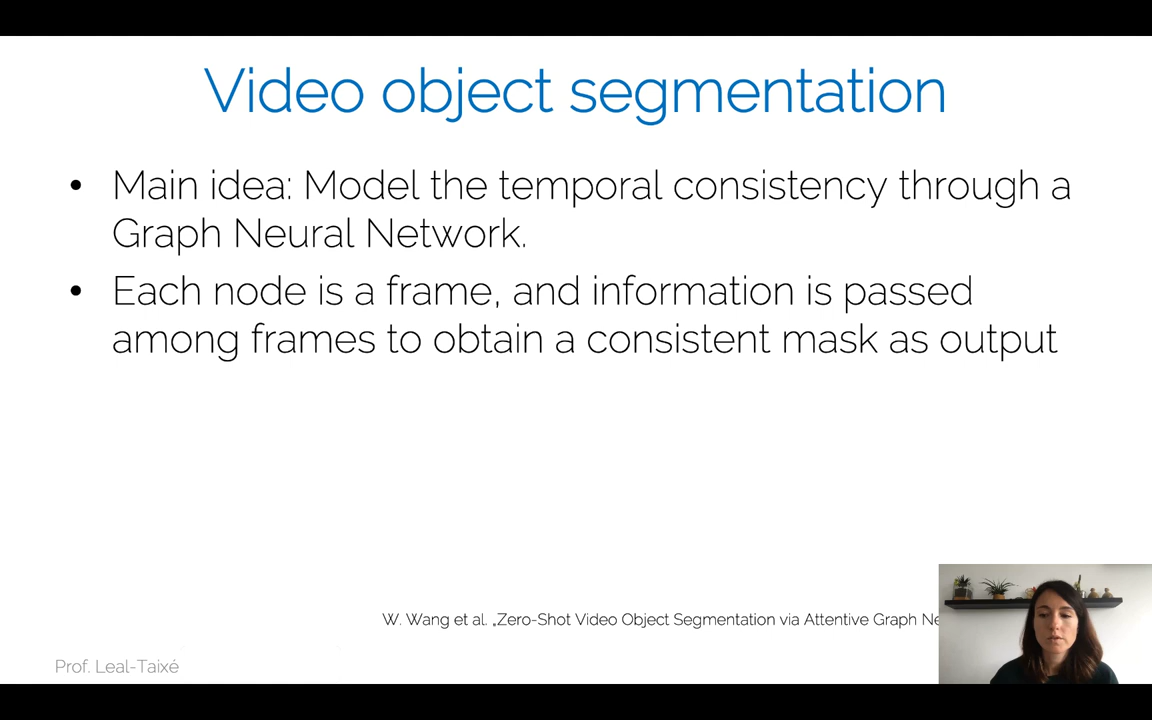 Video object segmentation
• Main idea: Model the temporal consistency through a
Graph Neural Network.
• Each node is a frame, and information is passed
among frames to obtain a consistent mask as output
W. Wang et al. „Zero-Shot Video Object Segmentation via Attentive Graph
Prof. Leal-Taixé